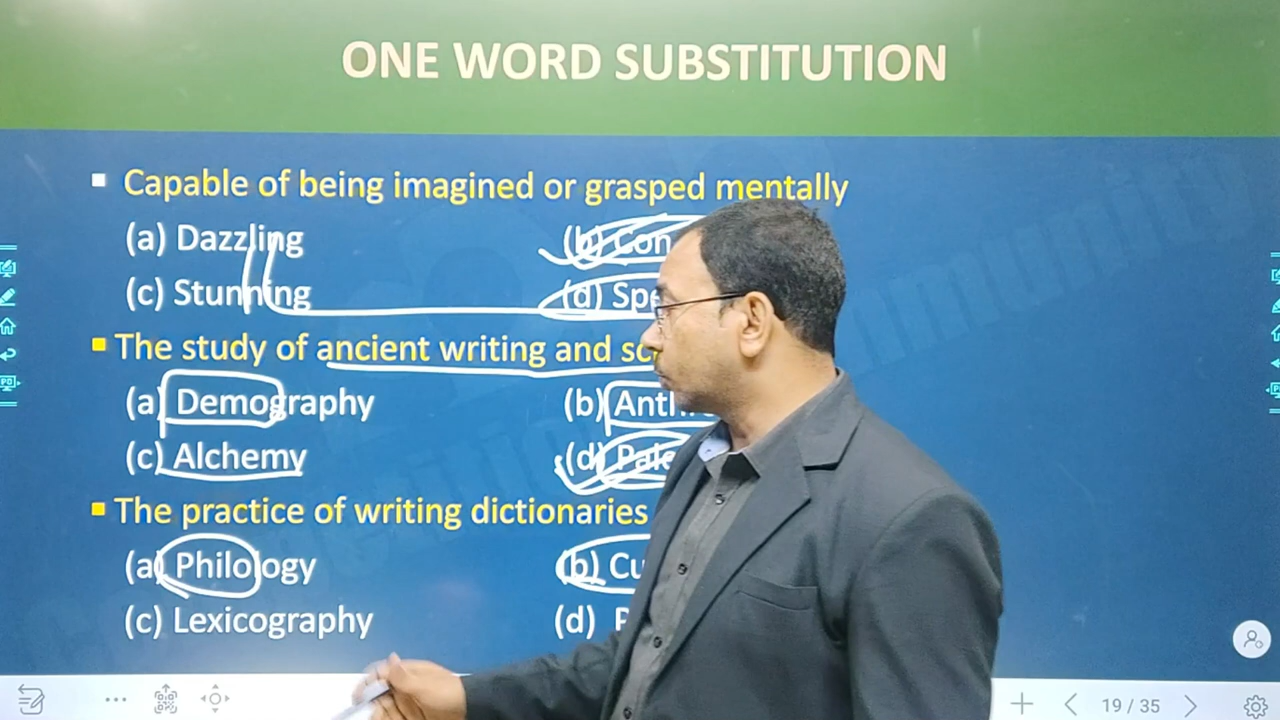 ONE WORD SUBSTITUTION
Capable of being imagined or grasped mentally
(a) Dazzling (b)
(c) Stunning (d)
The study of ancient writing and
(a) Demography (b)
(c) Alchemy (d)
The practice of writing dictionaries
(a) Philology (b)
(c) Lexicography (d)
19 / 35